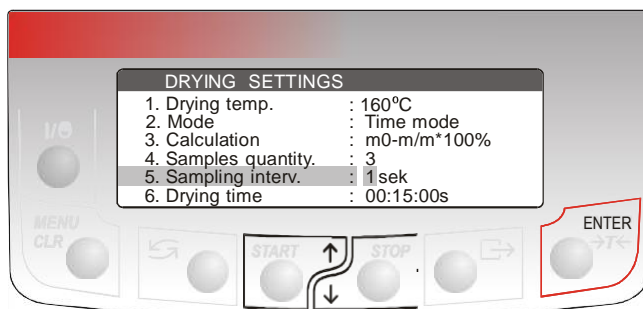 DRYING SETTINGS
1. Drying temp. : 160°C
2. Mode : Time mode
3. Calculation : m0-m/m*100%
4. Samples quantity. : 3
5. Sampling interv. : 1 sek
6. Drying time : 00:15:00s
I/
MENU
CLR
START
STOP
ENTER
→T←